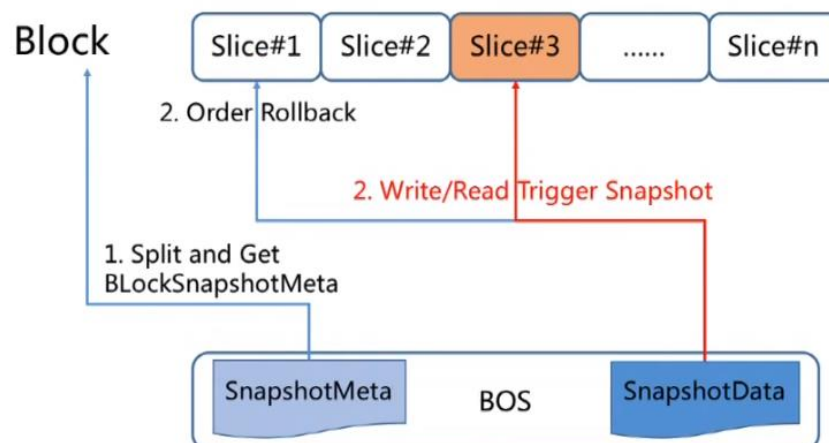 Block
Slice#1
Slice#2
Slice#3
......
Slice#n
2. Order Rollback
2. Write/Read Trigger Snapshot
1. Split and Get
BLockSnapshotMeta
SnapshotMeta
BOS
SnapshotData